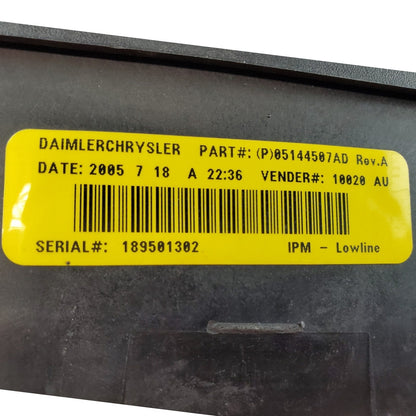 DAIMLERCHRYSLER PART#: (P)05144507AD Rev.A
DATE: 2005 7 18 A 22:36 VENDER#: 10020 AU
SERIAL#: 189501302 IPM - Lowline